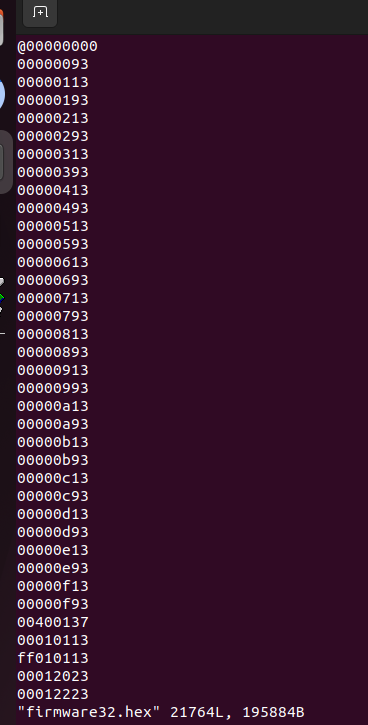 @00000000
00000093
00000113
00000193
00000213
00000293
00000313
00000393
00000413
00000493
00000513
00000593
00000613
00000693
00000713
00000793
00000813
00000893
00000913
00000993
00000a13
00000a93
00000b13
00000b93
00000c13
00000c93
00000d13
00000d93
00000e13
00000e93
00000f13
00000f93
00400137
00010113
ff010113
00012023
00012223
"firmware32.hex" 21764L, 195884B